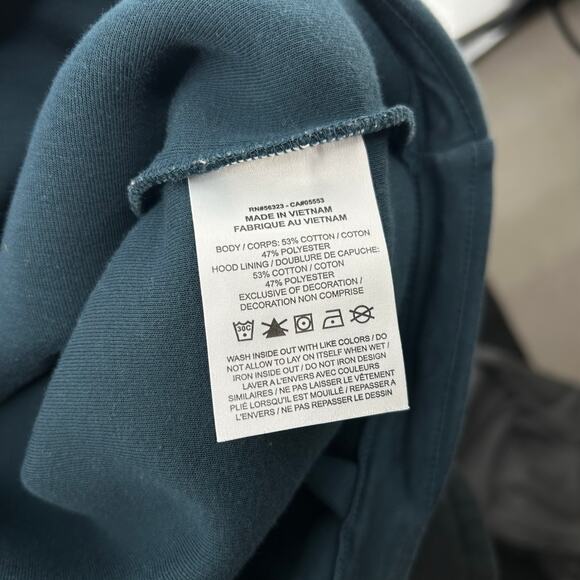 RN#56323 - CA#05553
MADE IN VIETNAM
FABRIQUE AU VIETNAM
BODY / CORPS: 53% COTTON / COTON
47% POLYESTER
HOOD LINING / DOUBLURE DE CAPUCHE:
53% COTTON / COTON
47% POLYESTER
EXCLUSIVE OF DECORATION /
DECORATION NON COMPRISE
30C
WASH INSIDE OUT WITH LIKE COLORS / DO
NOT ALLOW TO LAY ON ITSELF WHEN WET /
IRON INSIDE OUT / DO NOT IRON DESIGN
LAVER A L'ENVERS AVEC COULEURS
SIMILAIRES / NE PAS LAISSER LE VÊTEMENT
PLIÉ LORSQU'IL EST MOUILLÉ / REPASSER A
L'ENVERS / NE PAS REPASSER LE DESSIN